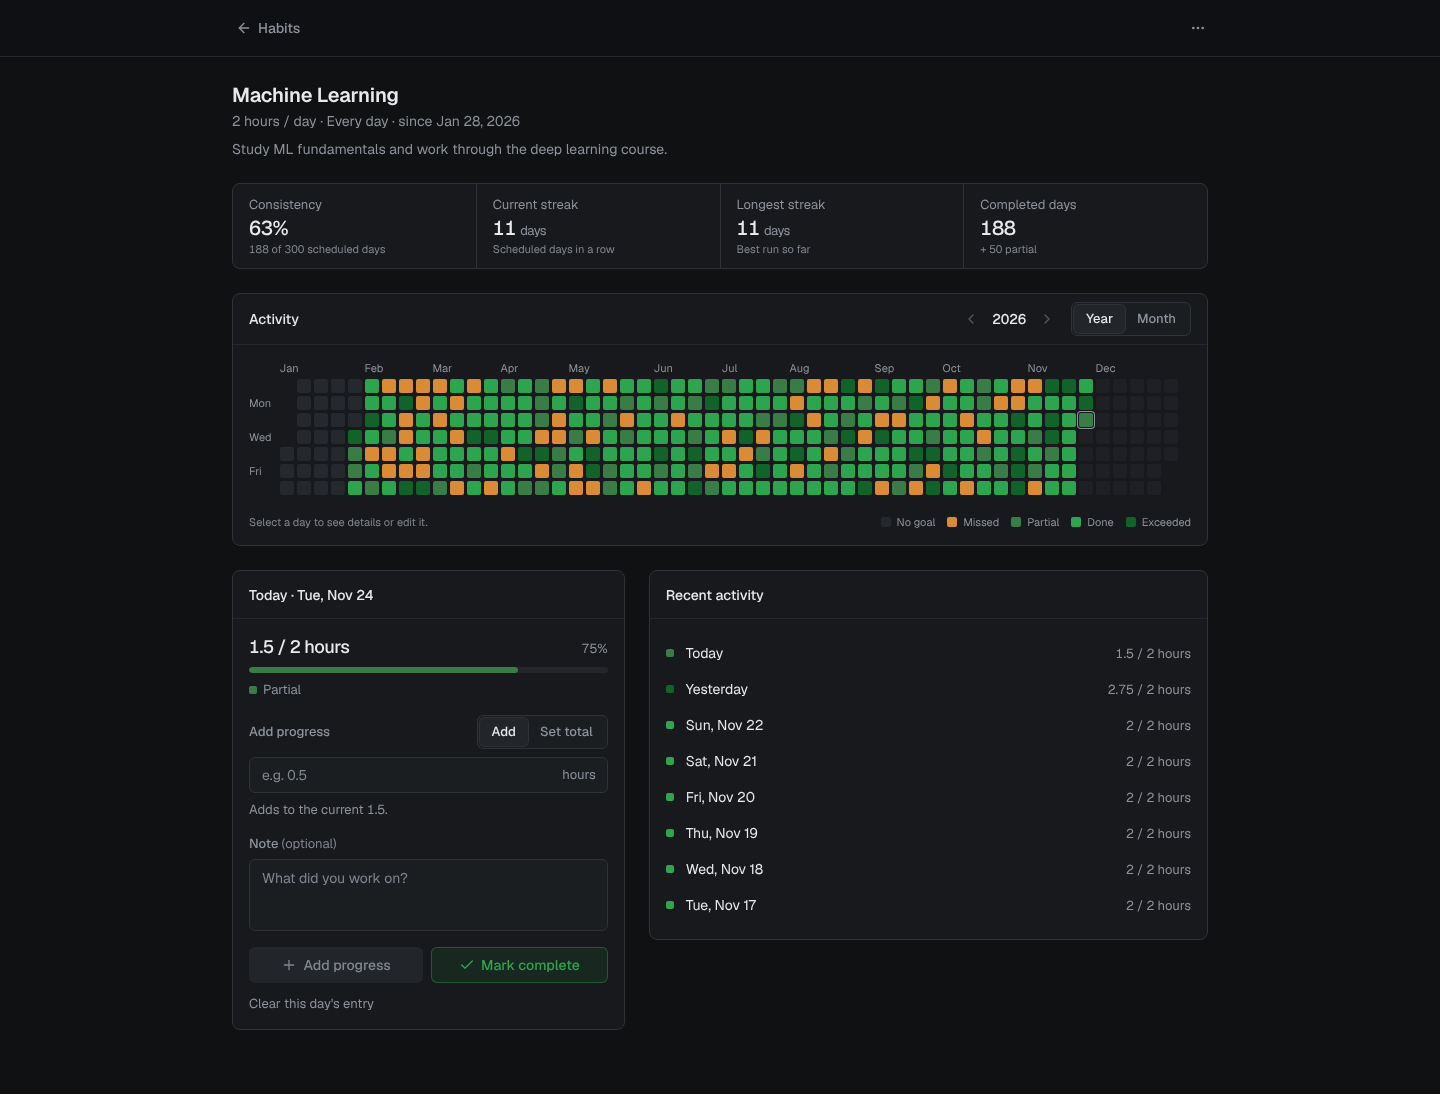 Habits
Machine Learning
2 hours / day · Every day · since Jan 28, 2026
Study ML fundamentals and work through the deep learning course.
Consistency
63%
188 of 300 scheduled days
Current streak
11 days
Scheduled days in a row
Longest streak
11 days
Best run so far
Completed days
188
+ 50 partial
Activity
2026
Year
Month
Jan Feb Mar Apr May Jun Jul Aug Sep Oct Nov Dec
Mon
Wed
Fri
Select a day to see details or edit it.
No goal Missed Partial Done Exceeded
Today · Tue, Nov 24
1.5 / 2 hours
75%
Partial
Add progress
Add
Set total
e.g. 0.5
hours
Adds to the current 1.5.
Note (optional)
What did you work on?
Add progress
Mark complete
Clear this day's entry
Recent activity
Today 1.5 / 2 hours
Yesterday 2.75 / 2 hours
Sun, Nov 22 2 / 2 hours
Sat, Nov 21 2 / 2 hours
Fri, Nov 20 2 / 2 hours
Thu, Nov 19 2 / 2 hours
Wed, Nov 18 2 / 2 hours
Tue, Nov 17 2 / 2 hours